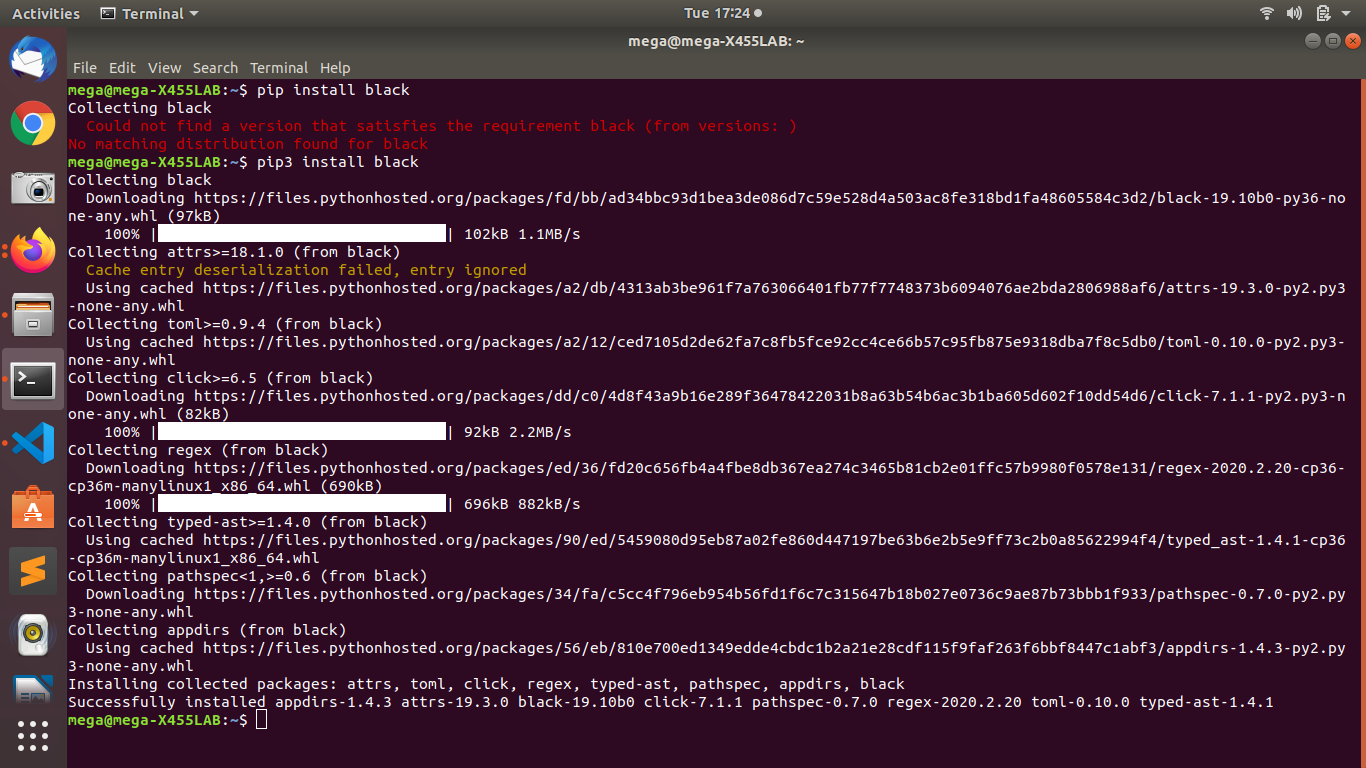 Activities Terminal Tue 17:24
mega@mega-X455LAB: ~
File Edit View Search Terminal Help
mega@mega-X455LAB:~$ pip install black
Collecting black
  Could not find a version that satisfies the requirement black (from versions: )
No matching distribution found for black
mega@mega-X455LAB:~$ pip3 install black
Collecting black
  Downloading https://files.pythonhosted.org/packages/fd/bb/ad34bbc93d1bea3de086d7c59e528d4a503ac8fe318bd1fa48605584c3d2/black-19.10b0-py36-no
ne-any.whl (97kB)
    100% || 102kB 1.1MB/s
Collecting attrs>=18.1.0 (from black)
  Cache entry deserialization failed, entry ignored
  Using cached https://files.pythonhosted.org/packages/a2/db/4313ab3be961f7a763066401fb77f7748373b6094076ae2bda2806988af6/attrs-19.3.0-py2.py3
-none-any.whl
Collecting toml>=0.9.4 (from black)
  Using cached https://files.pythonhosted.org/packages/a2/12/ced7105d2de62fa7c8fb5fce92cc4ce66b57c95fb875e9318dba7f8c5db0/toml-0.10.0-py2.py3-
none-any.whl
Collecting click>=6.5 (from black)
  Downloading https://files.pythonhosted.org/packages/dd/c0/4d8f43a9b16e289f36478422031b8a63b54b6ac3b1ba605d602f10dd54d6/click-7.1.1-py2.py3-n
one-any.whl (82kB)
    100% || 92kB 2.2MB/s
Collecting regex (from black)
  Downloading https://files.pythonhosted.org/packages/ed/36/fd20c656fb4a4fbe8db367ea274c3465b81cb2e01ffc57b9980f0578e131/regex-2020.2.20-cp36-
cp36m-manylinux1_x86_64.whl (690kB)
    100% || 696kB 882kB/s
Collecting typed-ast>=1.4.0 (from black)
  Using cached https://files.pythonhosted.org/packages/90/ed/5459080d95eb87a02fe860d447197be63b6e2b5e9ff73c2b0a85622994f4/typed_ast-1.4.1-cp36
-cp36m-manylinux1_x86_64.whl
Collecting pathspec<1,>=0.6 (from black)
  Downloading https://files.pythonhosted.org/packages/34/fa/c5cc4f796eb954b56fd1f6c7c315647b18b027e0736c9ae87b73bbb1f933/pathspec-0.7.0-py2.py
3-none-any.whl
Collecting appdirs (from black)
  Using cached https://files.pythonhosted.org/packages/56/eb/810e700ed1349edde4cbdc1b2a21e28cdf115f9faf263f6bbf8447c1abf3/appdirs-1.4.3-py2.py
3-none-any.whl
Installing collected packages: attrs, toml, click, regex, typed-ast, pathspec, appdirs, black
Successfully installed appdirs-1.4.3 attrs-19.3.0 black-19.10b0 click-7.1.1 pathspec-0.7.0 regex-2020.2.20 toml-0.10.0 typed-ast-1.4.1
mega@mega-X455LAB:~$